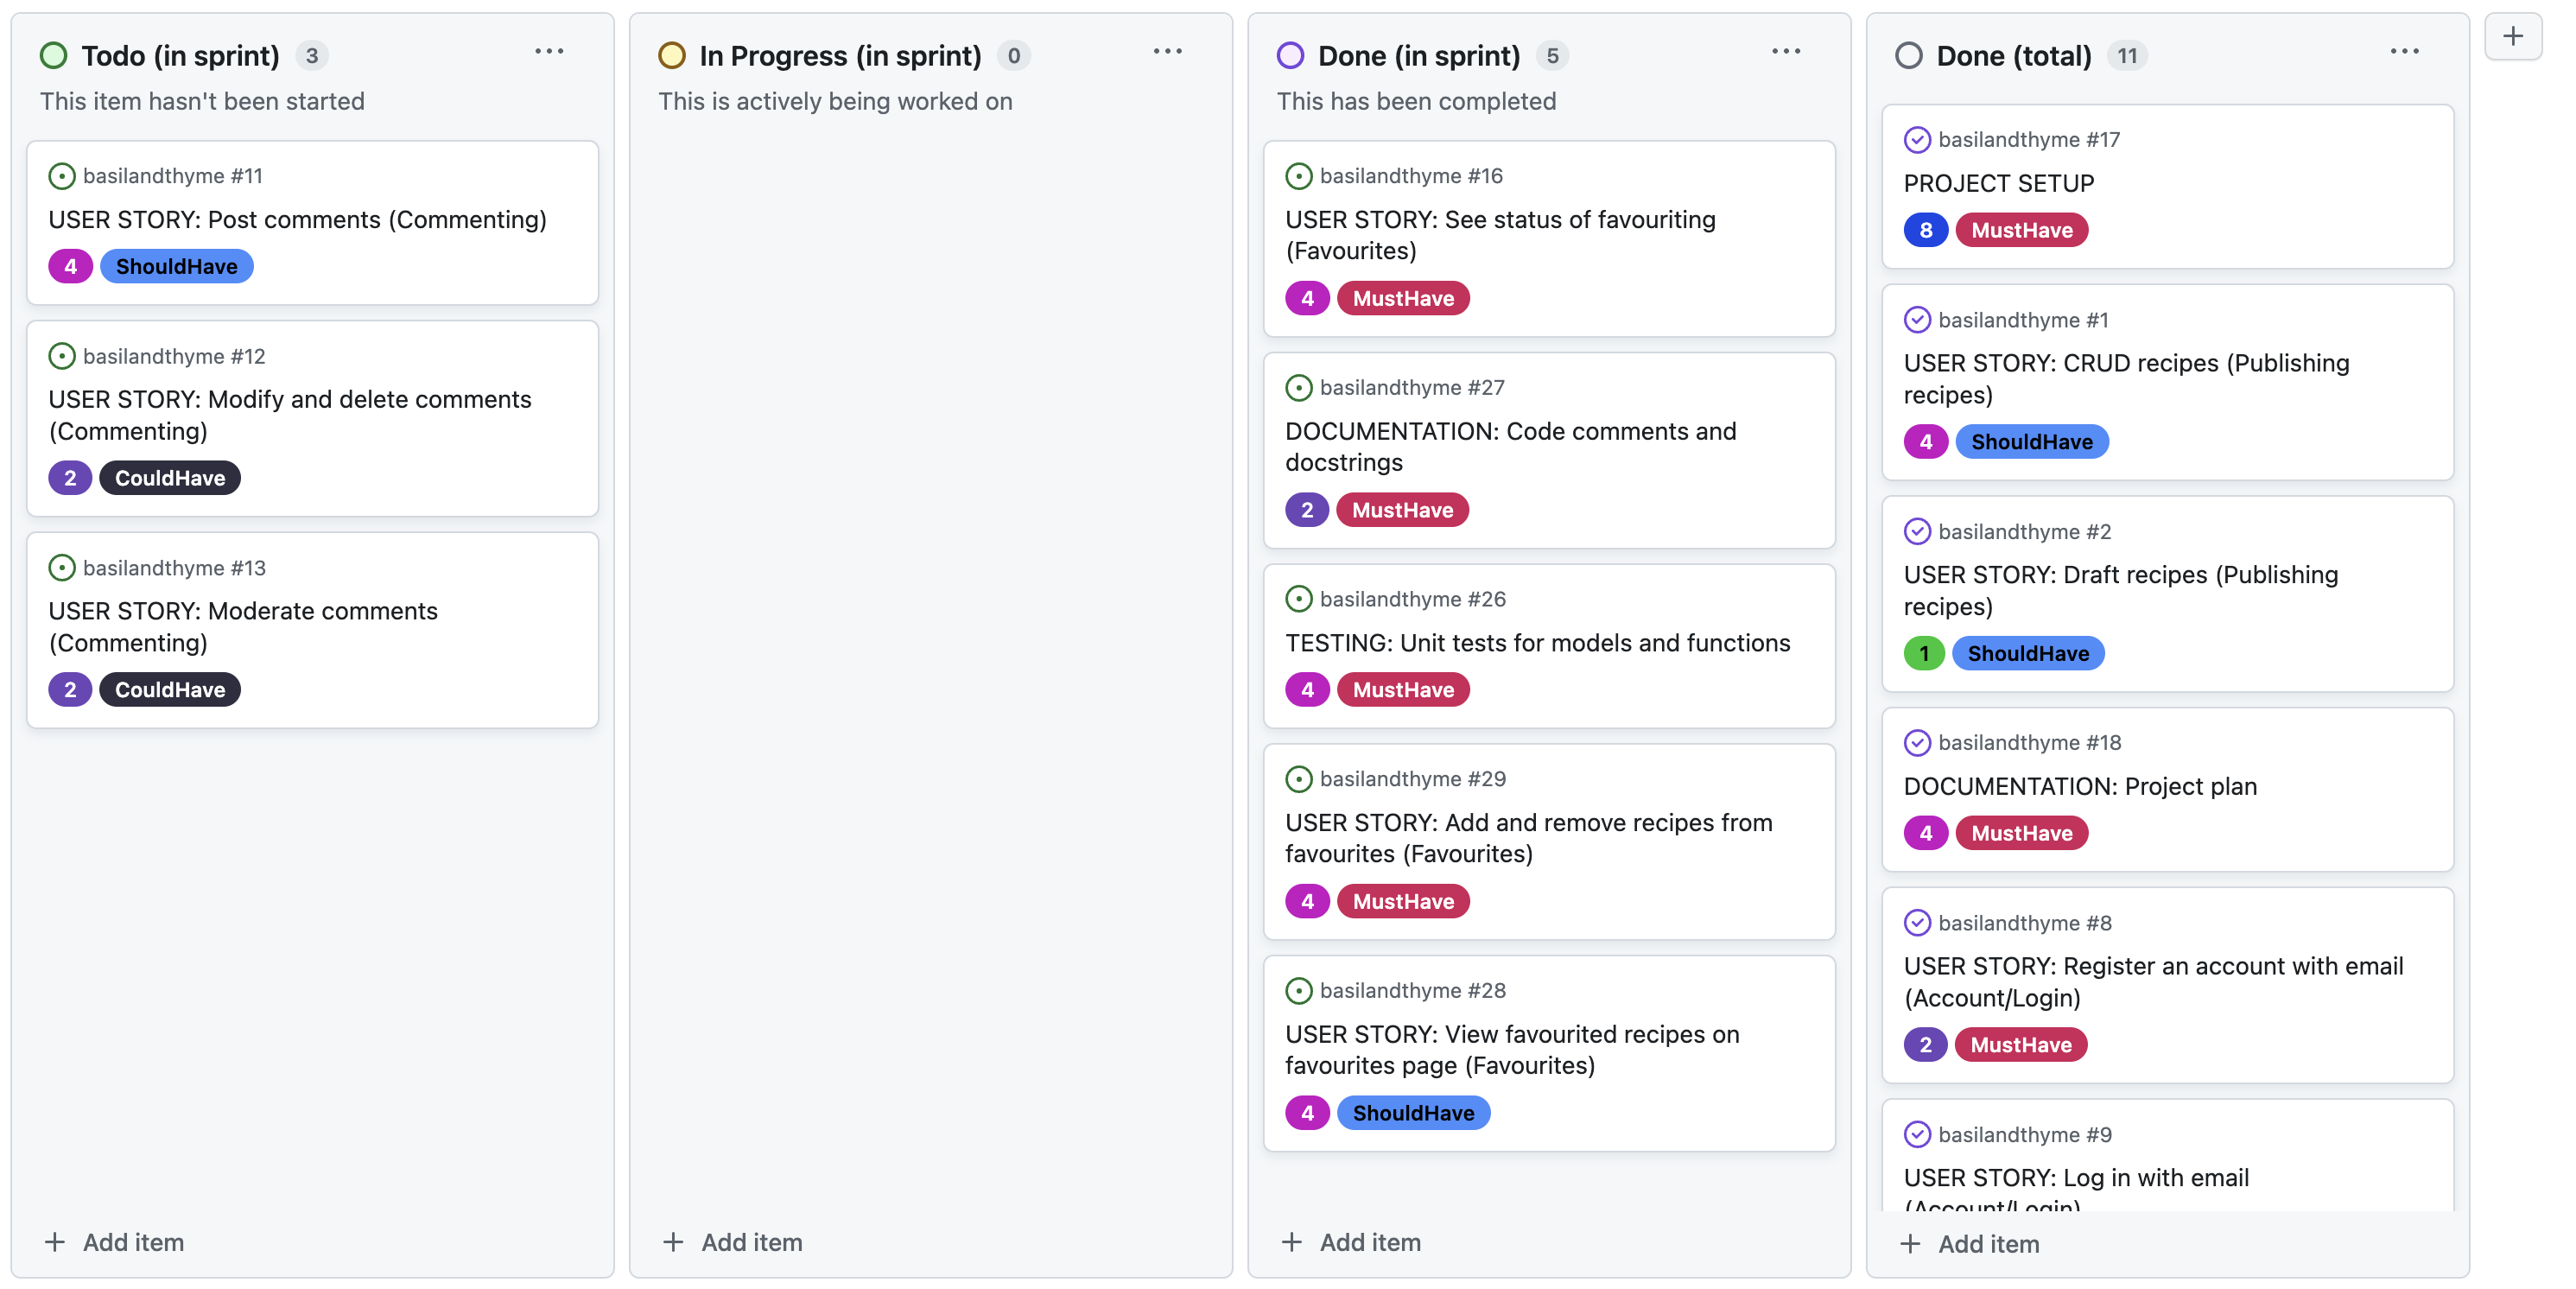 Todo (in sprint) 3
This item hasn't been started
basilandthyme #11
USER STORY: Post comments (Commenting)
4 ShouldHave
basilandthyme #12
USER STORY: Modify and delete comments
(Commenting)
2 CouldHave
basilandthyme #13
USER STORY: Moderate comments
(Commenting)
2 CouldHave
+ Add item
In Progress (in sprint) 0
This is actively being worked on
+ Add item
Done (in sprint) 5
This has been completed
basilandthyme #16
USER STORY: See status of favouriting
(Favourites)
4 MustHave
basilandthyme #27
DOCUMENTATION: Code comments and
docstrings
2 MustHave
basilandthyme #26
TESTING: Unit tests for models and functions
4 MustHave
basilandthyme #29
USER STORY: Add and remove recipes from
favourites (Favourites)
4 MustHave
basilandthyme #28
USER STORY: View favourited recipes on
favourites page (Favourites)
4 ShouldHave
+ Add item
Done (total) 11
basilandthyme #17
PROJECT SETUP
8 MustHave
basilandthyme #1
USER STORY: CRUD recipes (Publishing
recipes)
4 ShouldHave
basilandthyme #2
USER STORY: Draft recipes (Publishing
recipes)
1 ShouldHave
basilandthyme #18
DOCUMENTATION: Project plan
4 MustHave
basilandthyme #8
USER STORY: Register an account with email
(Account/Login)
2 MustHave
basilandthyme #9
USER STORY: Log in with email
(Account/Login)
+ Add item